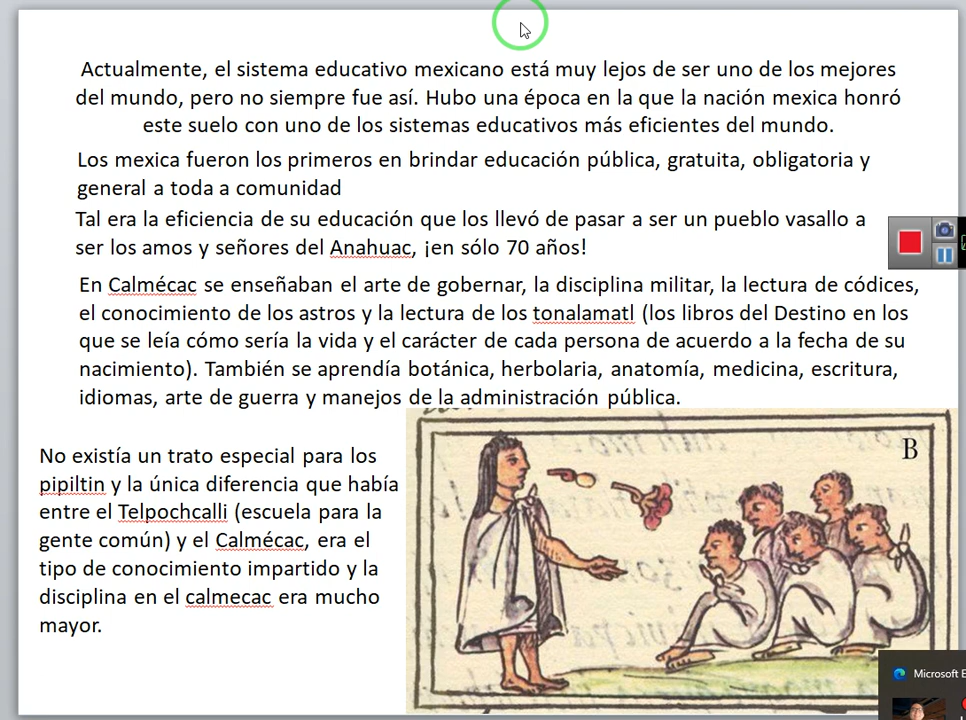 Actualmente, el sistema educativo mexicano está muy lejos de ser uno de los mejores
del mundo, pero no siempre fue así. Hubo una época en la que la nación mexica honró
este suelo con uno de los sistemas educativos más eficientes del mundo.
Los mexica fueron los primeros en brindar educación pública, gratuita, obligatoria y
general a toda a comunidad
Tal era la eficiencia de su educación que los llevó de pasar a ser un pueblo vasallo a
ser los amos y señores del Anahuac, ¡en sólo 70 años!
En Calmécac se enseñaban el arte de gobernar, la disciplina militar, la lectura de códices,
el conocimiento de los astros y la lectura de los tonalamatl (los libros del Destino en los
que se leía cómo sería la vida y el carácter de cada persona de acuerdo a la fecha de su
nacimiento). También se aprendía botánica, herbolaria, anatomía, medicina, escritura,
idiomas, arte de guerra y manejos de la administración pública.
No existía un trato especial para los
pipiltin y la única diferencia que había
entre el Telpochcalli (escuela para la
gente común) y el Calmécac, era el
tipo de conocimiento impartido y la
disciplina en el calmecac era mucho
mayor.
B
Microsoft E